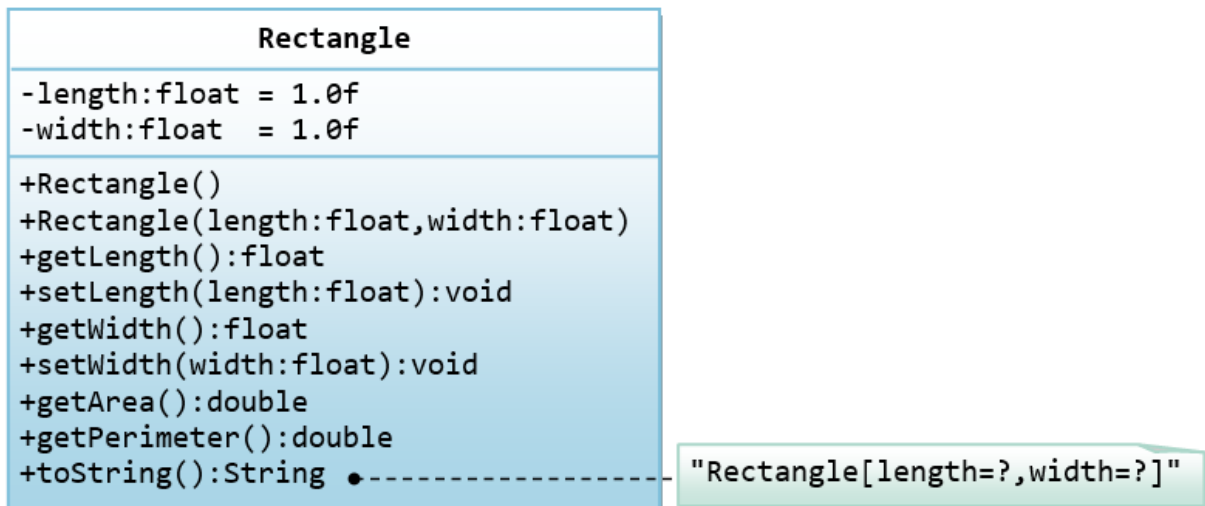 Rectangle
-length:float = 1.0f
-width:float  = 1.0f
+Rectangle()
+Rectangle(length:float,width:float)
+getLength():float
+setLength(length:float):void
+getWidth():float
+setWidth(width:float):void
+getArea():double
+getPerimeter():double
+toString():String
"Rectangle[length=?,width=?]"